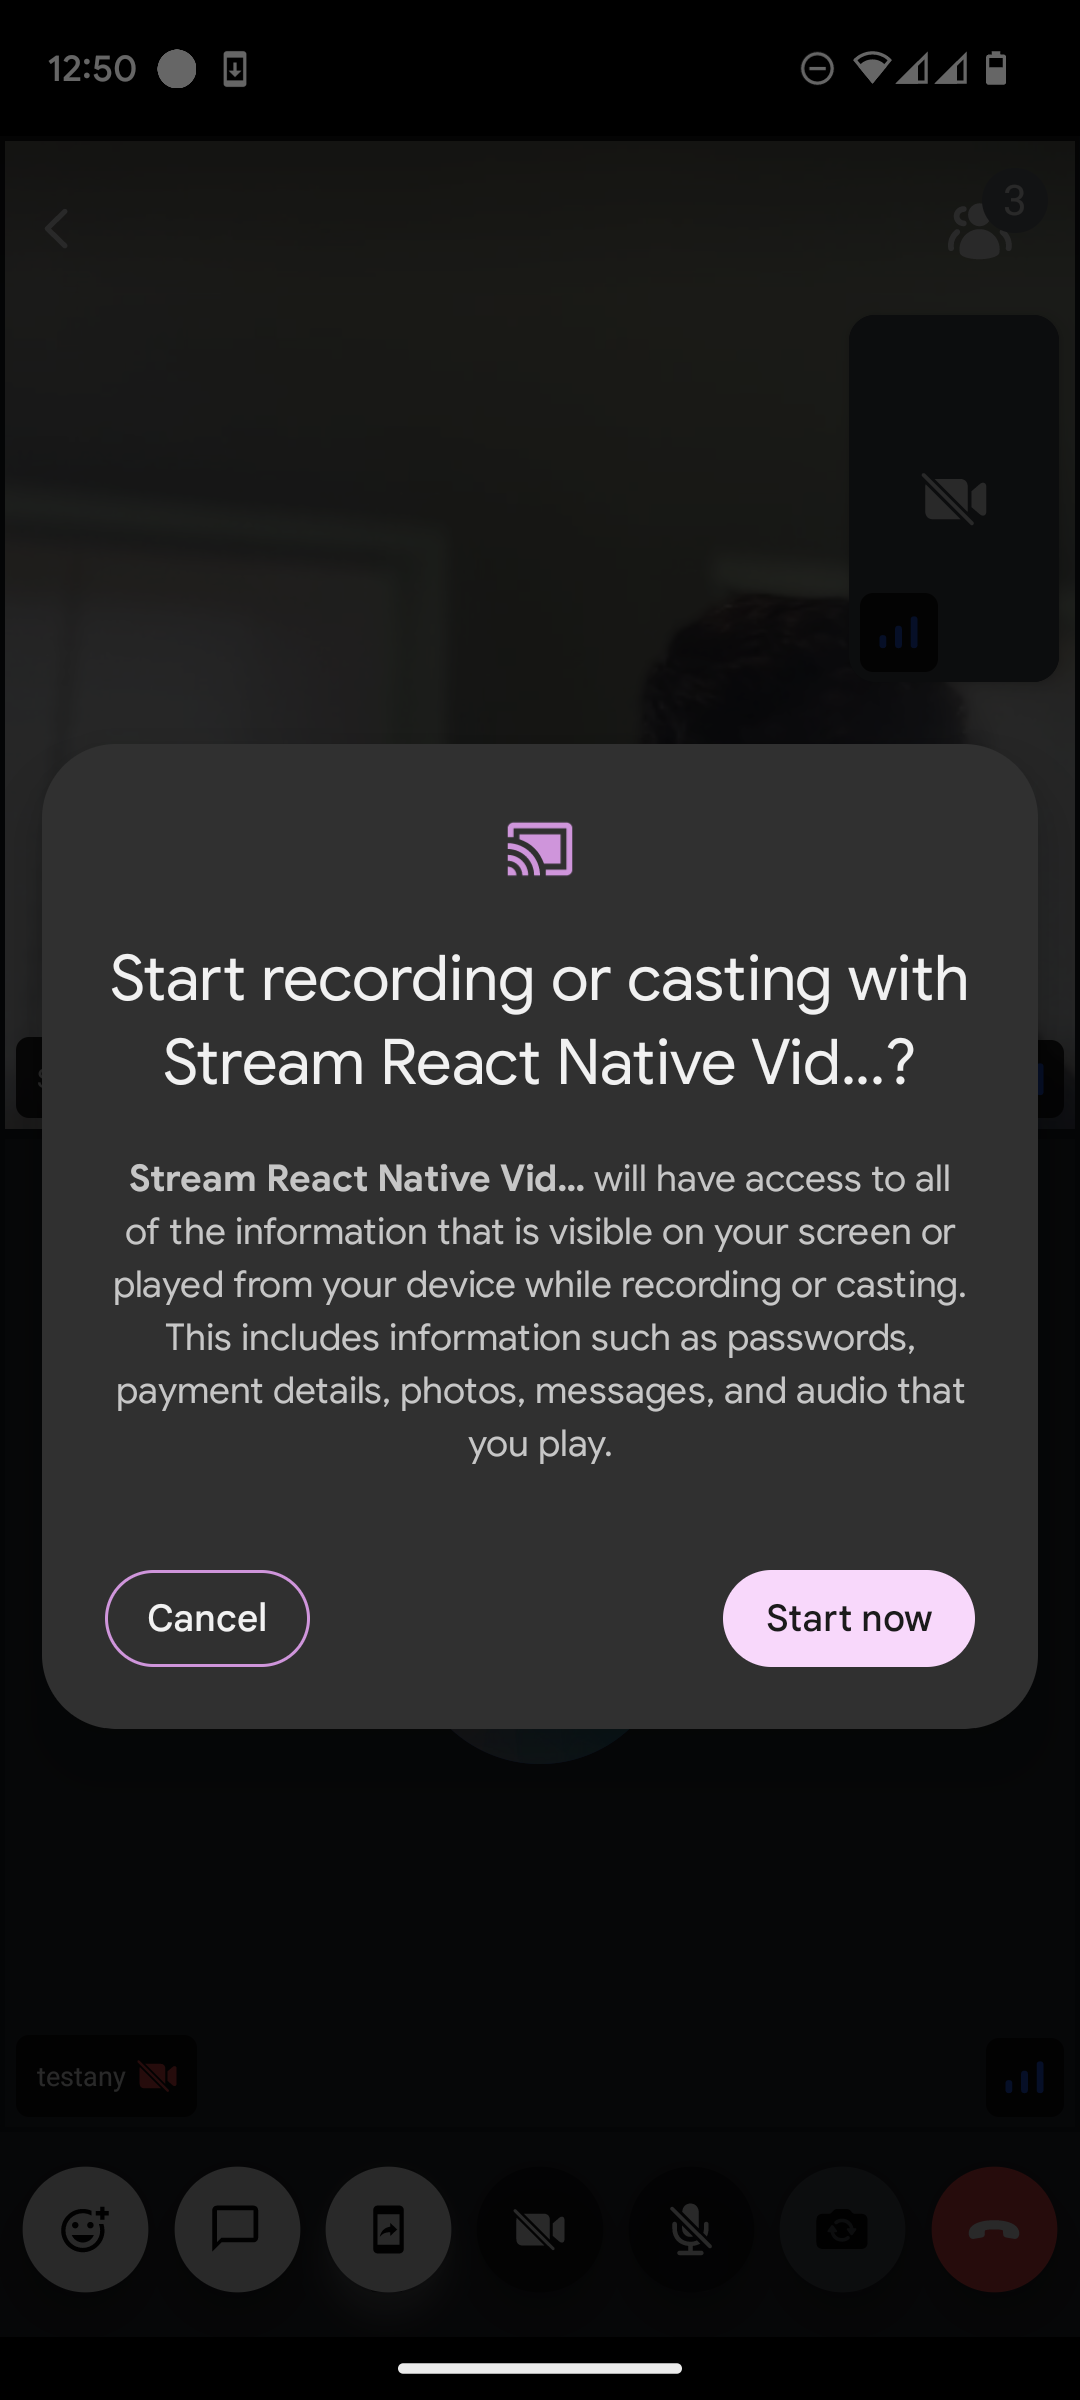 12:50
3
Start recording or casting with
Stream React Native Vid...?
Stream React Native Vid... will have access to all
of the information that is visible on your screen or
played from your device while recording or casting.
This includes information such as passwords,
payment details, photos, messages, and audio that
you play.
Cancel
Start now
testany